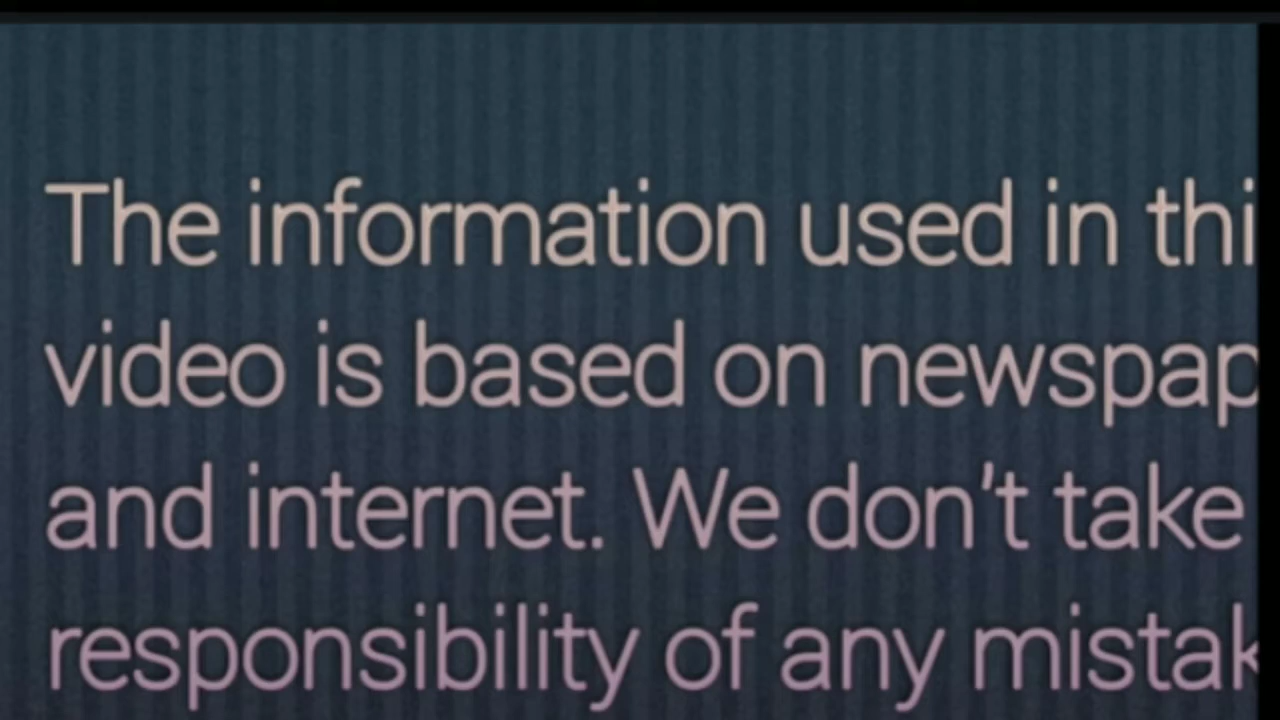 The information used in thi
video is based on newspap
and internet. We don't take
responsibility of any mistak